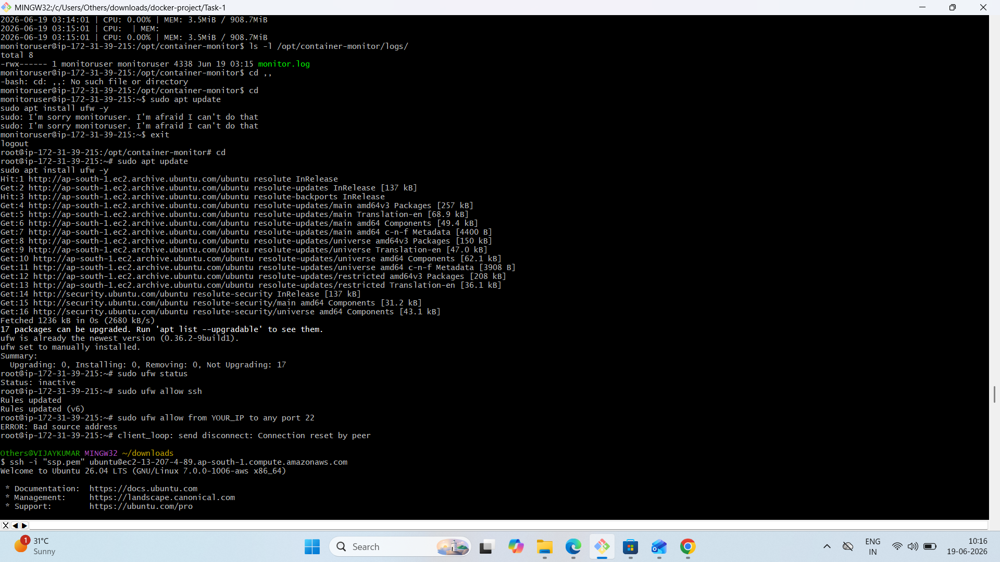 MINGW32:/c/Users/Others/downloads/docker-project/Task-1
2026-06-19 03:14:01 | CPU: 0.00% | MEM: 3.5MiB / 908.7MiB
2026-06-19 03:15:01 | CPU:  | MEM:
2026-06-19 03:15:01 | CPU: 0.00% | MEM: 3.5MiB / 908.7MiB
monitoruser@ip-172-31-39-215:/opt/container-monitor$ ls -l /opt/container-monitor/logs/
total 8
-rwx------ 1 monitoruser monitoruser 4338 Jun 19 03:15 monitor.log
monitoruser@ip-172-31-39-215:/opt/container-monitor$ cd ,,
-bash: cd: ,,: No such file or directory
monitoruser@ip-172-31-39-215:/opt/container-monitor$ cd
monitoruser@ip-172-31-39-215:~$ sudo apt update
sudo apt install ufw -y
sudo: I'm sorry monitoruser. I'm afraid I can't do that
sudo: I'm sorry monitoruser. I'm afraid I can't do that
monitoruser@ip-172-31-39-215:~$ exit
logout
root@ip-172-31-39-215:/opt/container-monitor# cd
root@ip-172-31-39-215:~# sudo apt update
sudo apt install ufw -y
Hit:1 http://ap-south-1.ec2.archive.ubuntu.com/ubuntu resolute InRelease
Get:2 http://ap-south-1.ec2.archive.ubuntu.com/ubuntu resolute-updates InRelease [137 kB]
Hit:3 http://ap-south-1.ec2.archive.ubuntu.com/ubuntu resolute-backports InRelease
Get:4 http://ap-south-1.ec2.archive.ubuntu.com/ubuntu resolute-updates/main amd64v3 Packages [257 kB]
Get:5 http://ap-south-1.ec2.archive.ubuntu.com/ubuntu resolute-updates/main Translation-en [68.9 kB]
Get:6 http://ap-south-1.ec2.archive.ubuntu.com/ubuntu resolute-updates/main amd64 Components [49.4 kB]
Get:7 http://ap-south-1.ec2.archive.ubuntu.com/ubuntu resolute-updates/main amd64 c-n-f Metadata [4400 B]
Get:8 http://ap-south-1.ec2.archive.ubuntu.com/ubuntu resolute-updates/universe amd64v3 Packages [150 kB]
Get:9 http://ap-south-1.ec2.archive.ubuntu.com/ubuntu resolute-updates/universe Translation-en [47.0 kB]
Get:10 http://ap-south-1.ec2.archive.ubuntu.com/ubuntu resolute-updates/universe amd64 Components [62.1 kB]
Get:11 http://ap-south-1.ec2.archive.ubuntu.com/ubuntu resolute-updates/universe amd64 c-n-f Metadata [3908 B]
Get:12 http://ap-south-1.ec2.archive.ubuntu.com/ubuntu resolute-updates/restricted amd64v3 Packages [208 kB]
Get:13 http://ap-south-1.ec2.archive.ubuntu.com/ubuntu resolute-updates/restricted Translation-en [36.1 kB]
Get:14 http://security.ubuntu.com/ubuntu resolute-security InRelease [137 kB]
Get:15 http://security.ubuntu.com/ubuntu resolute-security/main amd64 Components [31.2 kB]
Get:16 http://security.ubuntu.com/ubuntu resolute-security/universe amd64 Components [43.1 kB]
Fetched 1236 kB in 0s (2680 kB/s)
17 packages can be upgraded. Run 'apt list --upgradable' to see them.
ufw is already the newest version (0.36.2-9build1).
ufw set to manually installed.
Summary:
  Upgrading: 0, Installing: 0, Removing: 0, Not Upgrading: 17
root@ip-172-31-39-215:~# sudo ufw status
Status: inactive
root@ip-172-31-39-215:~# sudo ufw allow ssh
Rules updated
Rules updated (v6)
root@ip-172-31-39-215:~# sudo ufw allow from YOUR_IP to any port 22
ERROR: Bad source address
root@ip-172-31-39-215:~# client_loop: send disconnect: Connection reset by peer
Others@VIJAYKUMAR MINGW32 ~/downloads
$ ssh -i "ssp.pem" ubuntu@ec2-13-207-4-89.ap-south-1.compute.amazonaws.com
Welcome to Ubuntu 26.04 LTS (GNU/Linux 7.0.0-1006-aws x86_64)
 * Documentation:  https://docs.ubuntu.com
 * Management:     https://landscape.canonical.com
 * Support:        https://ubuntu.com/pro
1
31°C
Sunny
Search
ENG
IN
10:16
19-06-2026